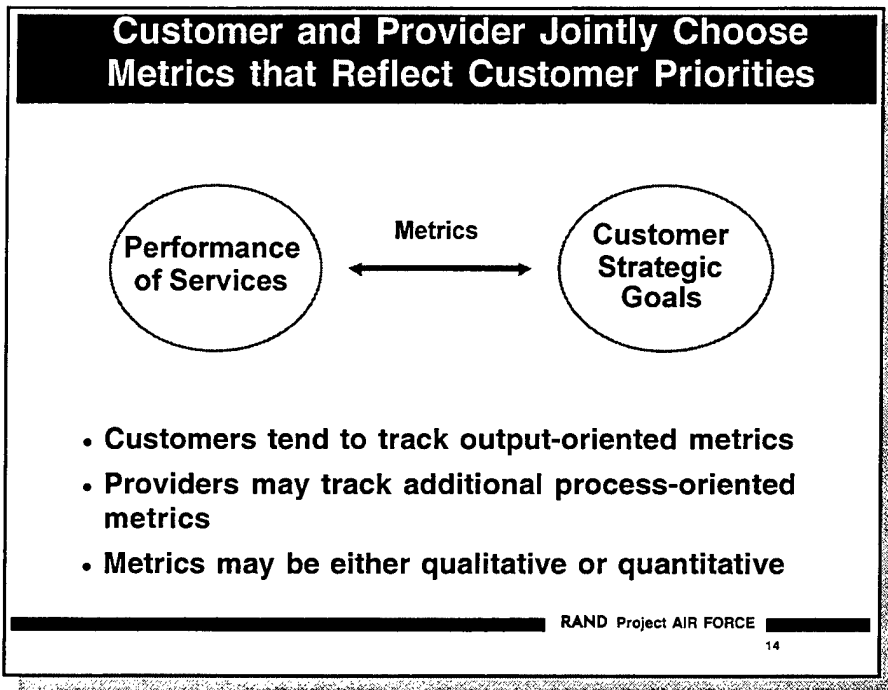 Customer and Provider Jointly Choose
Metrics that Reflect Customer Priorities
Performance
of Services
Metrics
Customer
Strategic
Goals
• Customers tend to track output-oriented metrics
• Providers may track additional process-oriented
metrics
• Metrics may be either qualitative or quantitative
RAND Project AIR FORCE
14